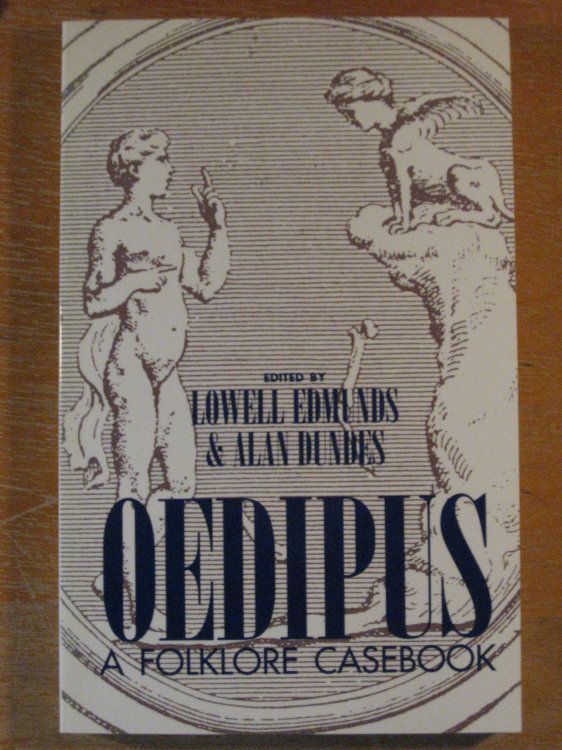 EDITED BY
LOWELL EDMUNDS
& ALAN DUNDES
OEDIPUS
A FOLKLORE CASEBOOK